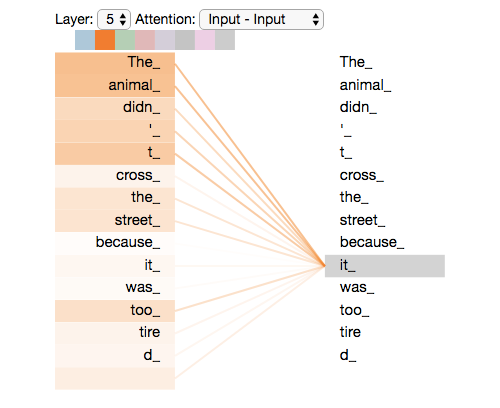 Layer: 5 Attention: Input - Input
The_ The_
animal_ animal_
didn_ didn_
'_ '_
t_ t_
cross_ cross_
the_ the_
street_ street_
because_ because_
it_ it_
was_ was_
too_ too_
tire tire
d_ d_